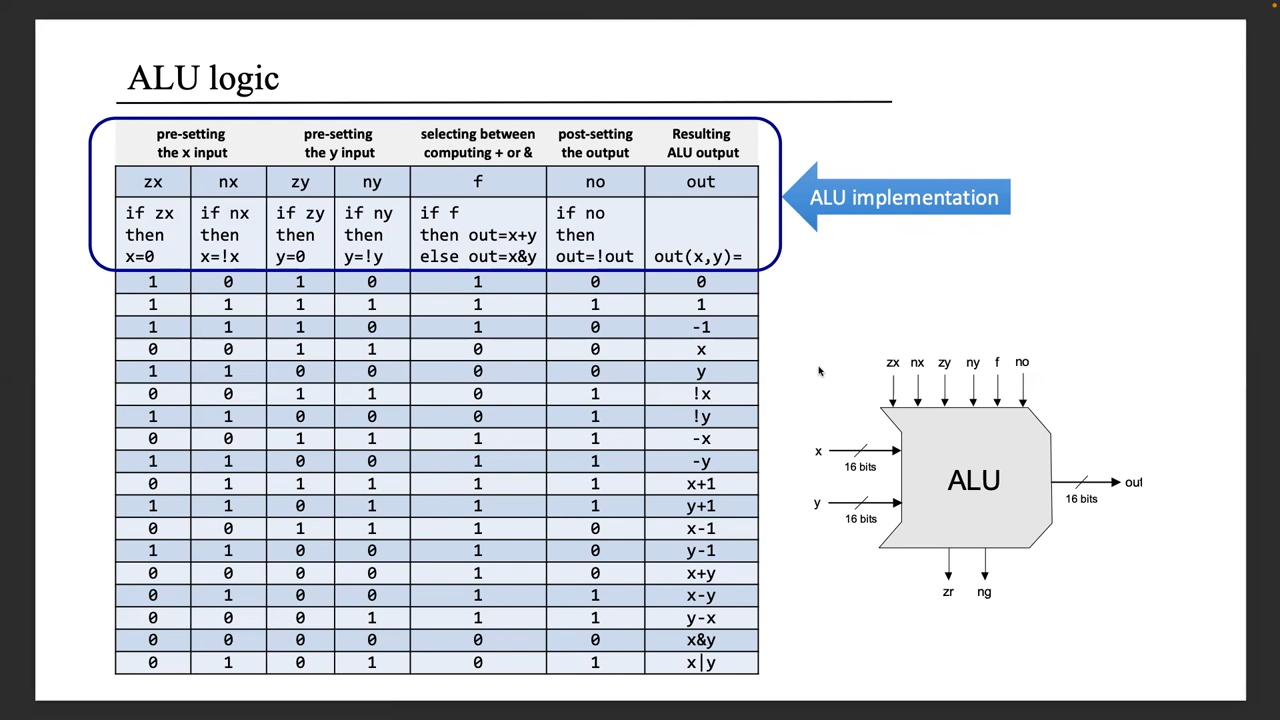 ALU logic
pre-setting the x input pre-setting the y input selecting between computing + or & post-setting the output Resulting ALU output
zx nx zy ny f no out
if zx then x=0 if nx then x=!x if zy then y=0 if ny then y=!y if f then out=x+y else out=x&y if no then out=!out out(x,y)=
1 0 1 0 1 0 0
1 1 1 1 1 1 1
1 1 1 0 1 0 -1
0 0 1 1 0 0 x
1 1 0 0 0 0 y
0 0 1 1 0 1 !x
1 1 0 0 0 1 !y
0 0 1 1 1 1 -x
1 1 0 0 1 1 -y
0 1 1 1 1 1 x+1
1 1 0 1 1 1 y+1
0 0 1 1 1 0 x-1
1 1 0 0 1 0 y-1
0 0 0 0 1 0 x+y
0 1 0 0 1 1 x-y
0 0 0 1 1 1 y-x
0 0 0 0 0 0 x&y
0 1 0 1 0 1 x|y
ALU implementation
zx nx zy ny f no
x
16 bits
y
16 bits
ALU
out
16 bits
zr ng